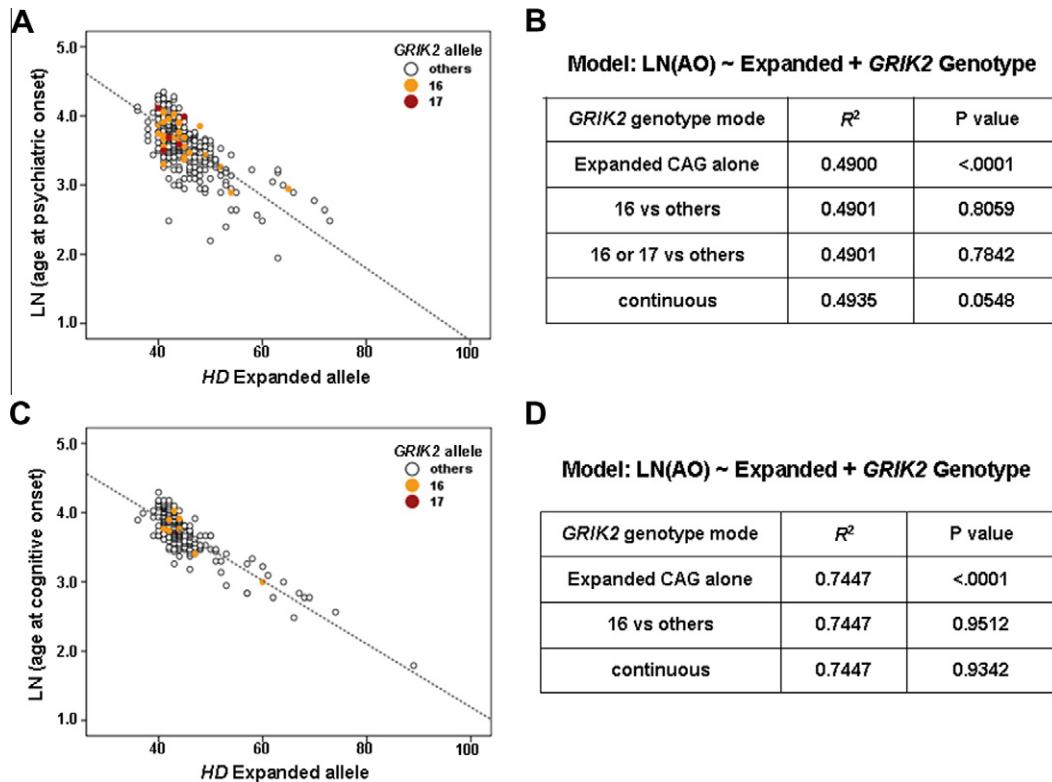 A
LN (age at psychiatric onset)
5.0
4.0
3.0
2.0
1.0
GRIK2 allele
others
16
17
40
60
80
100
HD Expanded allele
B
Model: LN(AO) ~ Expanded + GRIK2 Genotype
GRIK2 genotype mode R² P value
Expanded CAG alone 0.4900 <.0001
16 vs others 0.4901 0.8059
16 or 17 vs others 0.4901 0.7842
continuous 0.4935 0.0548
C
LN (age at cognitive onset)
5.0
4.0
3.0
2.0
1.0
GRIK2 allele
others
16
17
40
60
80
100
HD Expanded allele
D
Model: LN(AO) ~ Expanded + GRIK2 Genotype
GRIK2 genotype mode R² P value
Expanded CAG alone 0.7447 <.0001
16 vs others 0.7447 0.9512
continuous 0.7447 0.9342